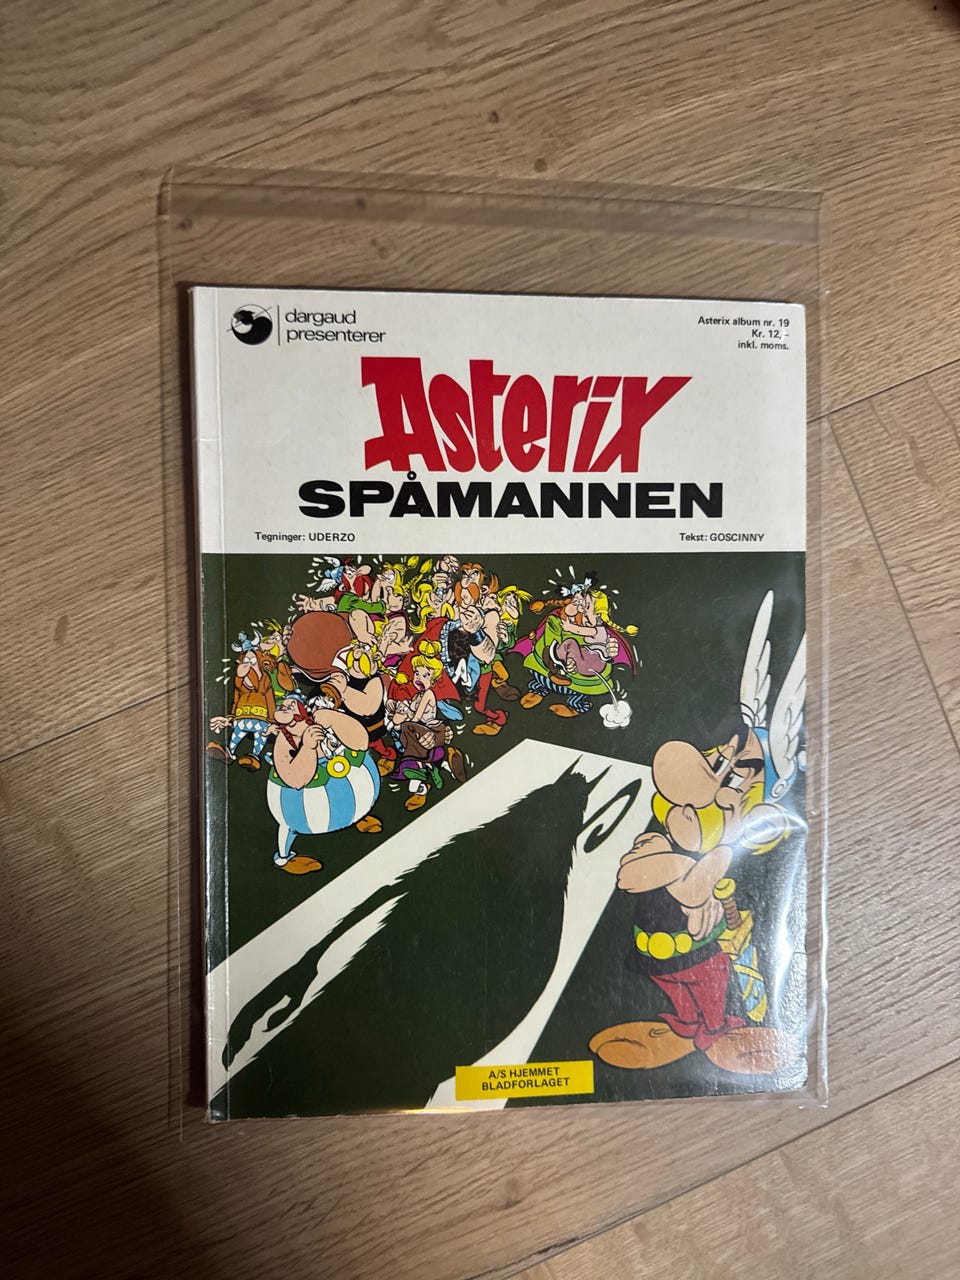 dargaud
presenterer
Asterix album nr. 19
Kr. 12,-
inkl. moms.
Asterix
SPÅMANNEN
Tegninger: UDERZO
Tekst: GOSCINNY
A/S HJEMMET
BLADFORLAGET